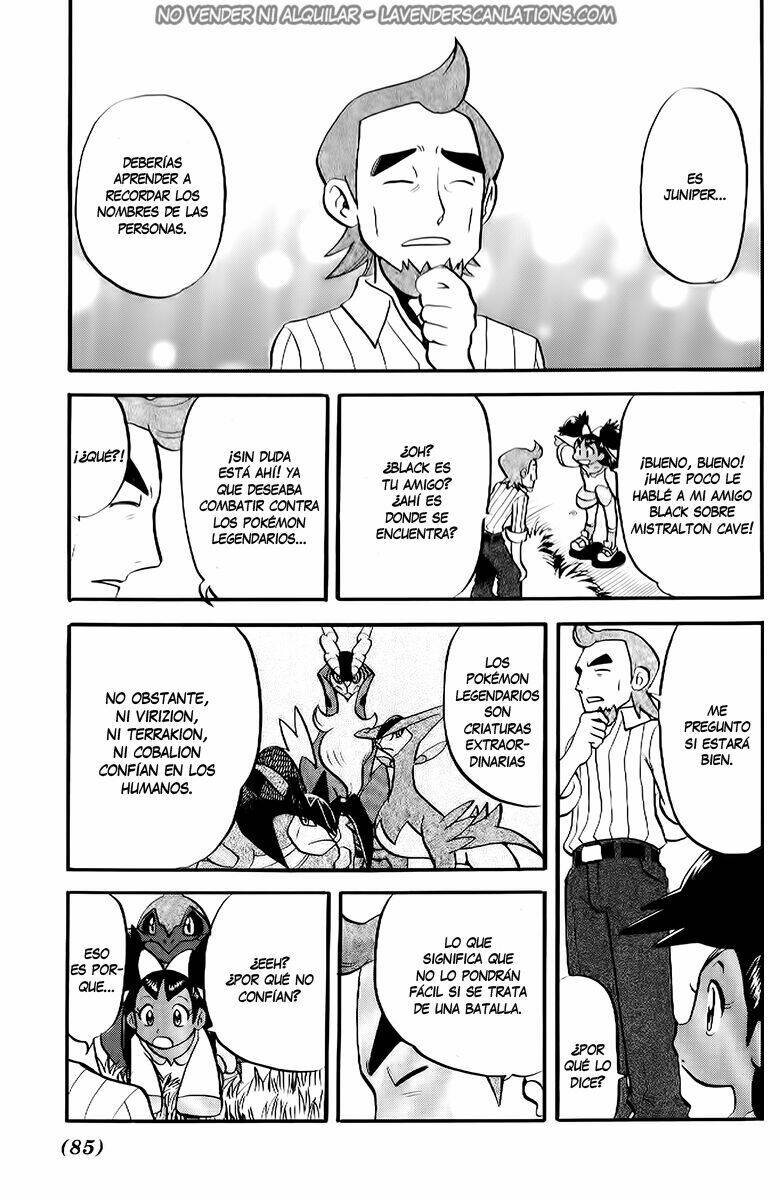 NO VENDER NI ALQUILAR - LAVENDERSCANLATIONS.COM
ES
JUNIPER...
DEBERÍAS
APRENDER A
RECORDAR LOS
NOMBRES DE LAS
PERSONAS.
¡BUENO, BUENO!
¡HACE POCO LE
HABLÉ A MI AMIGO
BLACK SOBRE
MISTRALTON CAVE!
¿OH?
¿BLACK ES
TU AMIGO?
¿AHÍ ES
DONDE SE
ENCUENTRA?
¡SIN DUDA
ESTÁ AHÍ! YA
QUE DESEABA
COMBATIR CONTRA
LOS POKÉMON
LEGENDARIOS...
¡¿QUÉ?!
ME
PREGUNTO
SI ESTARÁ
BIEN.
¿POR
QUÉ LO
DICE?
LOS
POKÉMON
LEGENDARIOS
SON
CRIATURAS
EXTRAOR-
DINARIAS
NO OBSTANTE,
NI VIRIZION,
NI TERRAKION,
NI COBALION
CONFÍAN EN LOS
HUMANOS.
LO QUE
SIGNIFICA QUE
NO LO PONDRÁN
FÁCIL SI SE TRATA
DE UNA BATALLA.
¿EEH?
¿POR QUÉ NO
CONFÍAN?
ESO
ES POR-
QUE...
(85)